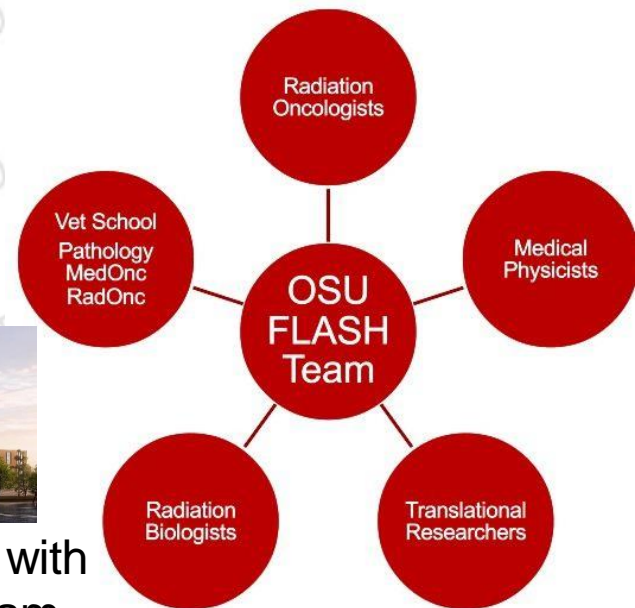 Radiation
Oncologists
Vet School
Pathology
MedOnc
RadOnc
Medical
Physicists
OSU
FLASH
Team
Radiation
Biologists
Translational
Researchers
with